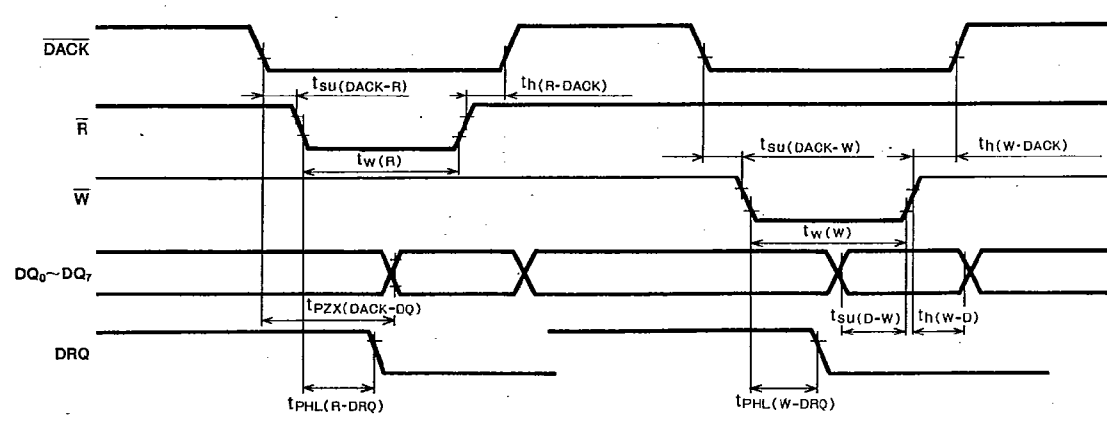 DACK
tsu(DACK-R)
th(R-DACK)
R
tw(R)
tsu(DACK-W)
th(W-DACK)
W
tw(W)
DQ₀~DQ₇
tPZX(DACK-DQ)
tsu(D-W)
th(W-D)
DRQ
tPHL(R-DRQ)
tPHL(W-DRQ)